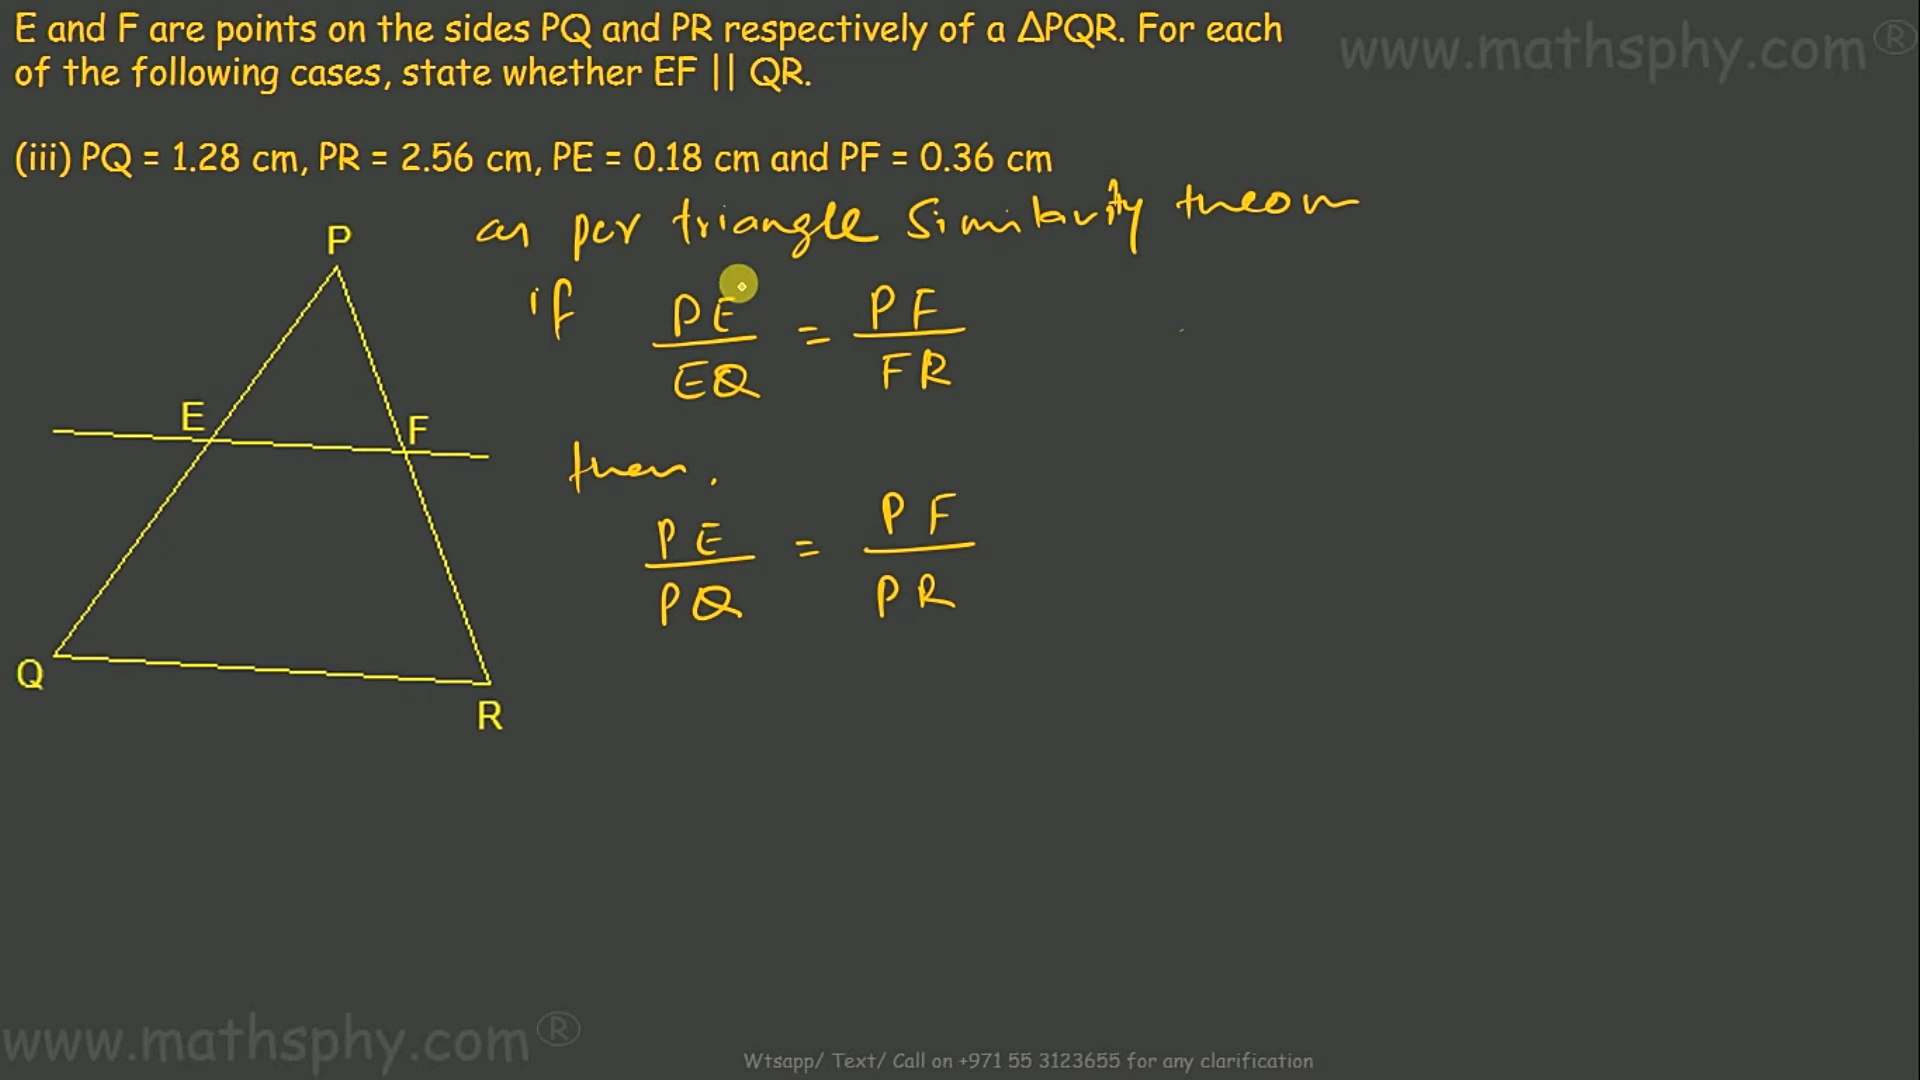 E and F are points on the sides PQ and PR respectively of a ΔPQR. For each
of the following cases, state whether EF || QR.
www.mathsphy.com®
(iii) PQ = 1.28 cm, PR = 2.56 cm, PE = 0.18 cm and PF = 0.36 cm
as per triangle similarity theorm
P
if PE/EQ = PF/FR
E
F
then,
PE/PQ = PF/PR
Q
R
www.mathsphy.com®
Wtsapp/ Text/ Call on +971 55 3123655 for any clarification